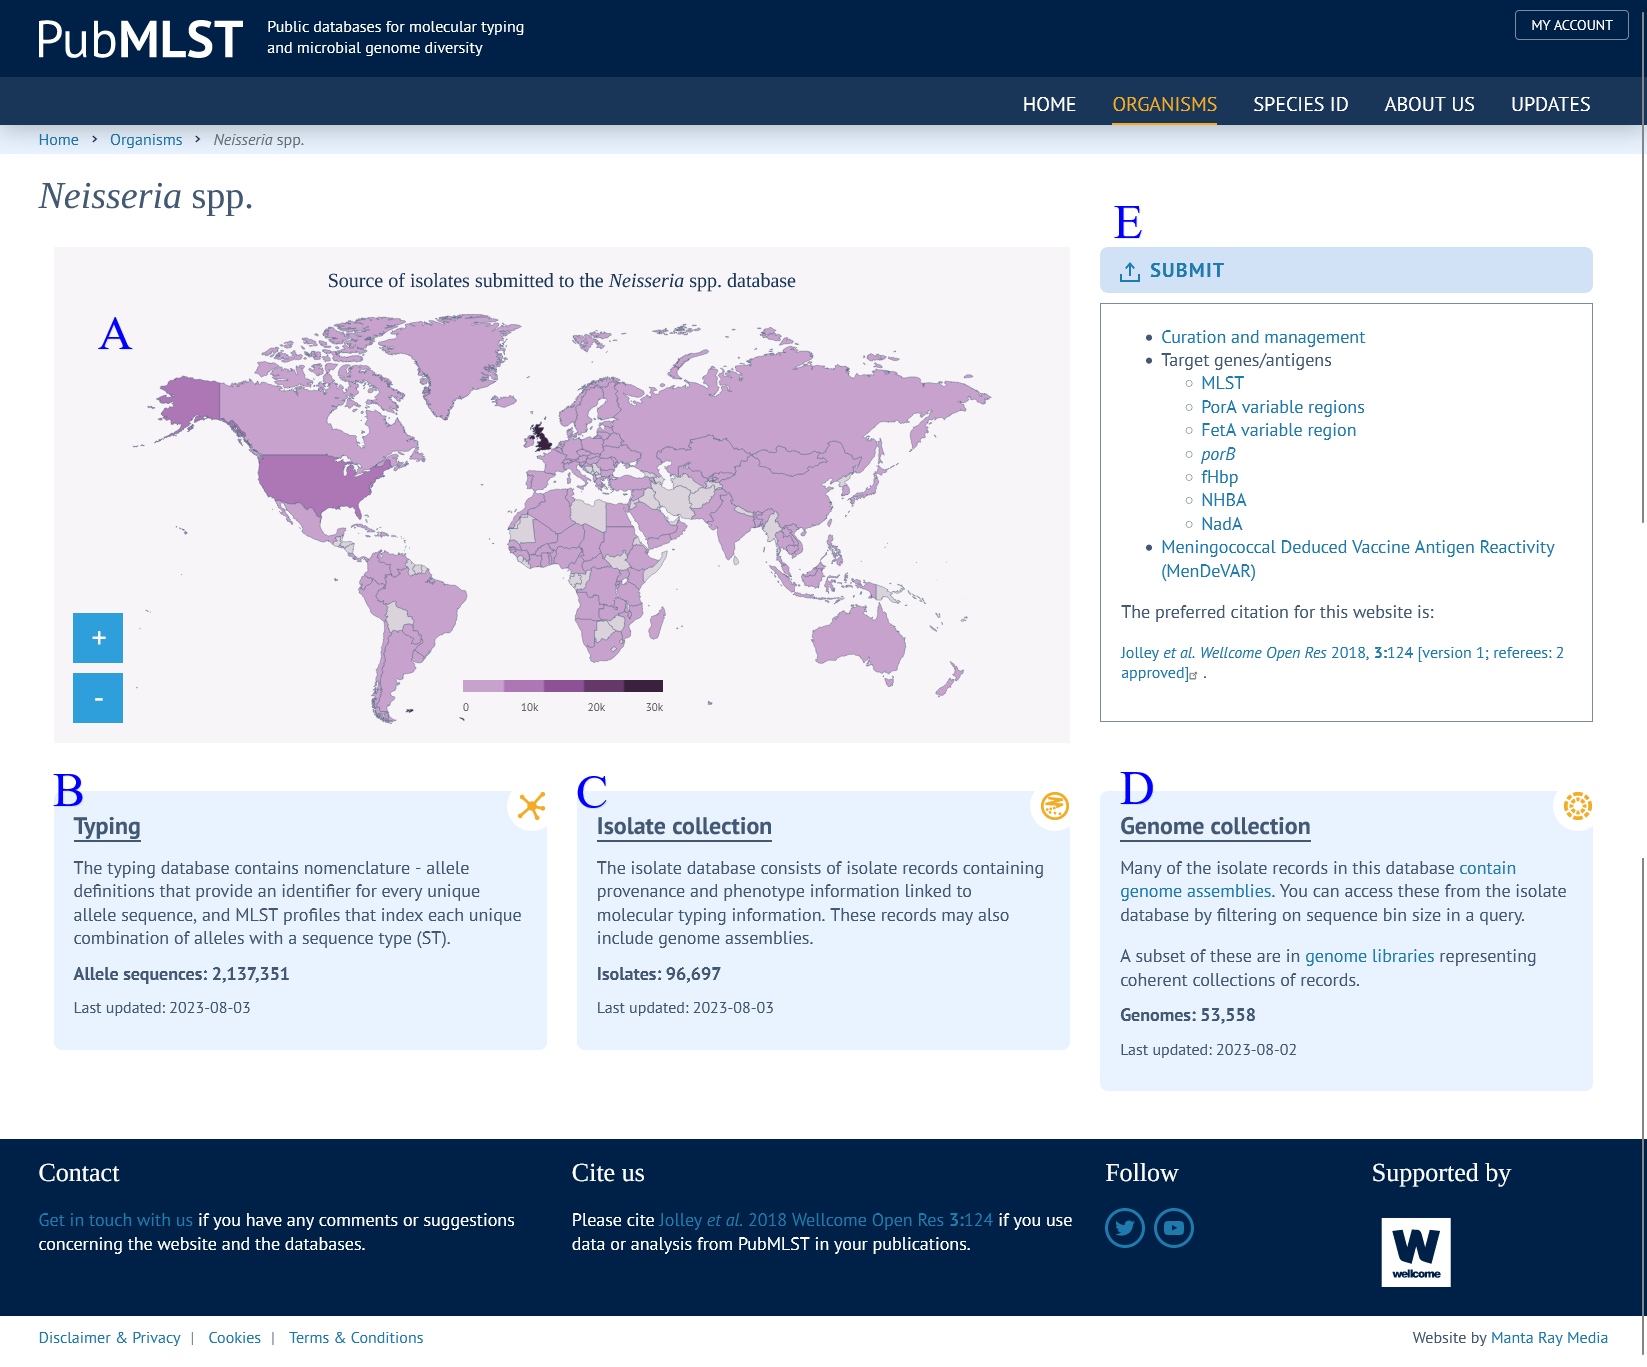 PubMLST
Public databases for molecular typing
and microbial genome diversity
MY ACCOUNT
HOME ORGANISMS SPECIES ID ABOUT US UPDATES
Home › Organisms › Neisseria spp.
Neisseria spp.
A
Source of isolates submitted to the Neisseria spp. database
+
-
0 10k 20k 30k
E
SUBMIT
• Curation and management
• Target genes/antigens
○ MLST
○ PorA variable regions
○ FetA variable region
○ porB
○ fHbp
○ NHBA
○ NadA
• Meningococcal Deduced Vaccine Antigen Reactivity
(MenDeVAR)
The preferred citation for this website is:
Jolley et al. Wellcome Open Res 2018, 3:124 [version 1; referees: 2
approved] .
B
Typing
The typing database contains nomenclature - allele
definitions that provide an identifier for every unique
allele sequence, and MLST profiles that index each unique
combination of alleles with a sequence type (ST).
Allele sequences: 2,137,351
Last updated: 2023-08-03
C
Isolate collection
The isolate database consists of isolate records containing
provenance and phenotype information linked to
molecular typing information. These records may also
include genome assemblies.
Isolates: 96,697
Last updated: 2023-08-03
D
Genome collection
Many of the isolate records in this database contain
genome assemblies. You can access these from the isolate
database by filtering on sequence bin size in a query.
A subset of these are in genome libraries representing
coherent collections of records.
Genomes: 53,558
Last updated: 2023-08-02
Contact
Get in touch with us if you have any comments or suggestions
concerning the website and the databases.
Cite us
Please cite Jolley et al. 2018 Wellcome Open Res 3:124 if you use
data or analysis from PubMLST in your publications.
Follow
Supported by
W
wellcome
Disclaimer & Privacy | Cookies | Terms & Conditions
Website by Manta Ray Media